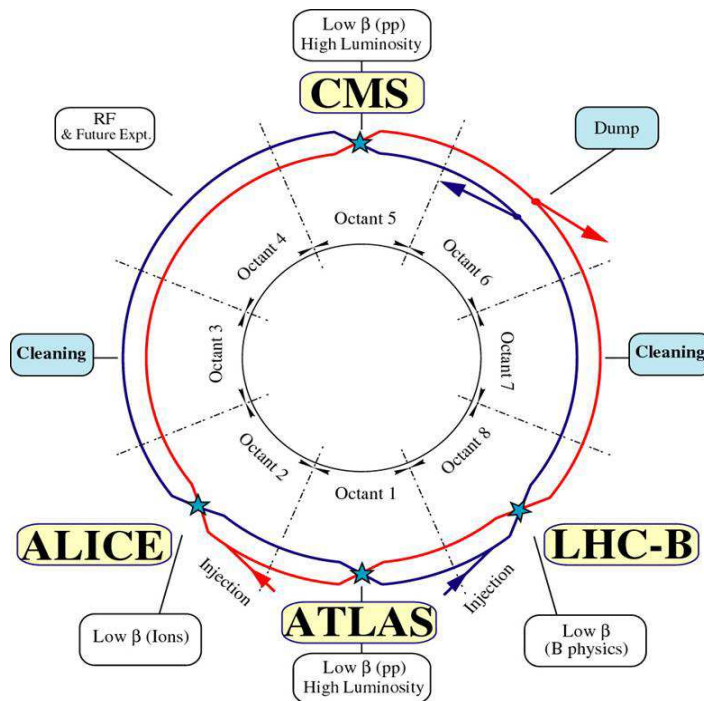 Low β (pp)
High Luminosity
CMS
RF
& Future Expt.
Dump
Octant 5
Octant 4
Octant 6
Cleaning
Octant 3
Octant 7
Cleaning
Octant 2
Octant 8
Octant 1
ALICE
LHC-B
Injection
Injection
ATLAS
Low β (Ions)
Low β
(B physics)
Low β (pp)
High Luminosity